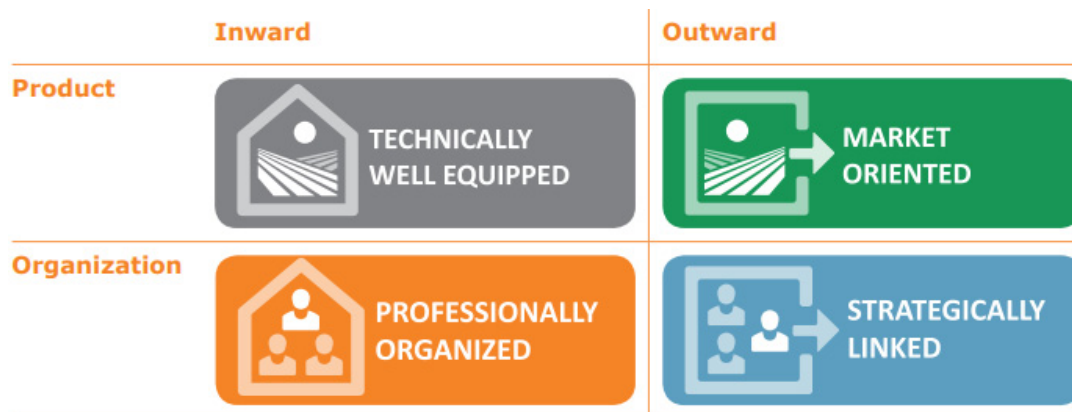 Inward
Outward
Product
TECHNICALLY
WELL EQUIPPED
MARKET
ORIENTED
Organization
PROFESSIONALLY
ORGANIZED
STRATEGICALLY
LINKED